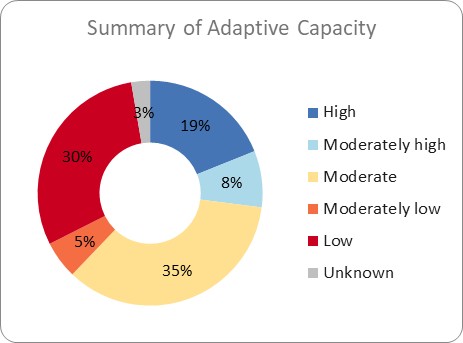 Summary of Adaptive Capacity
3%
19%
High
Moderately high
30%
8%
Moderate
Moderately low
5%
Low
35%
Unknown